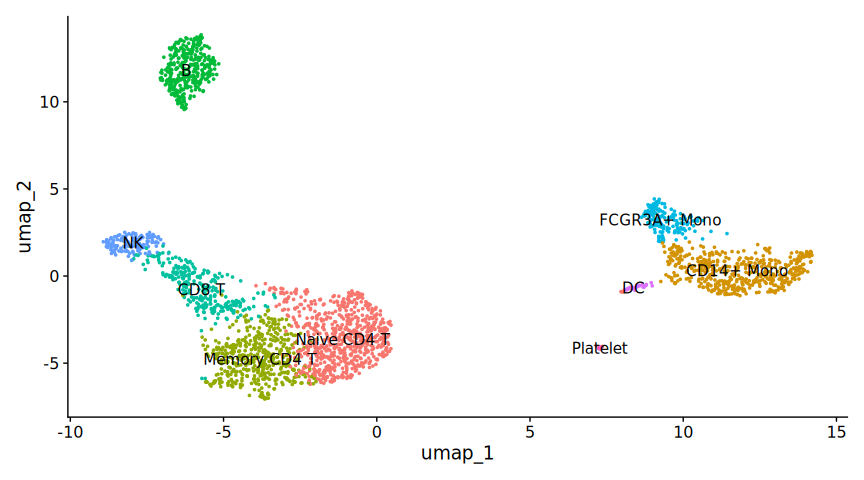 B
10
5
FCGR3A+ Mono
NK
CD14+ Mono
0
CD8 T
DC
Naive CD4 T
Platelet
Memory CD4 T
-5
-10
-5
0
5
10
15
umap_1
umap_2